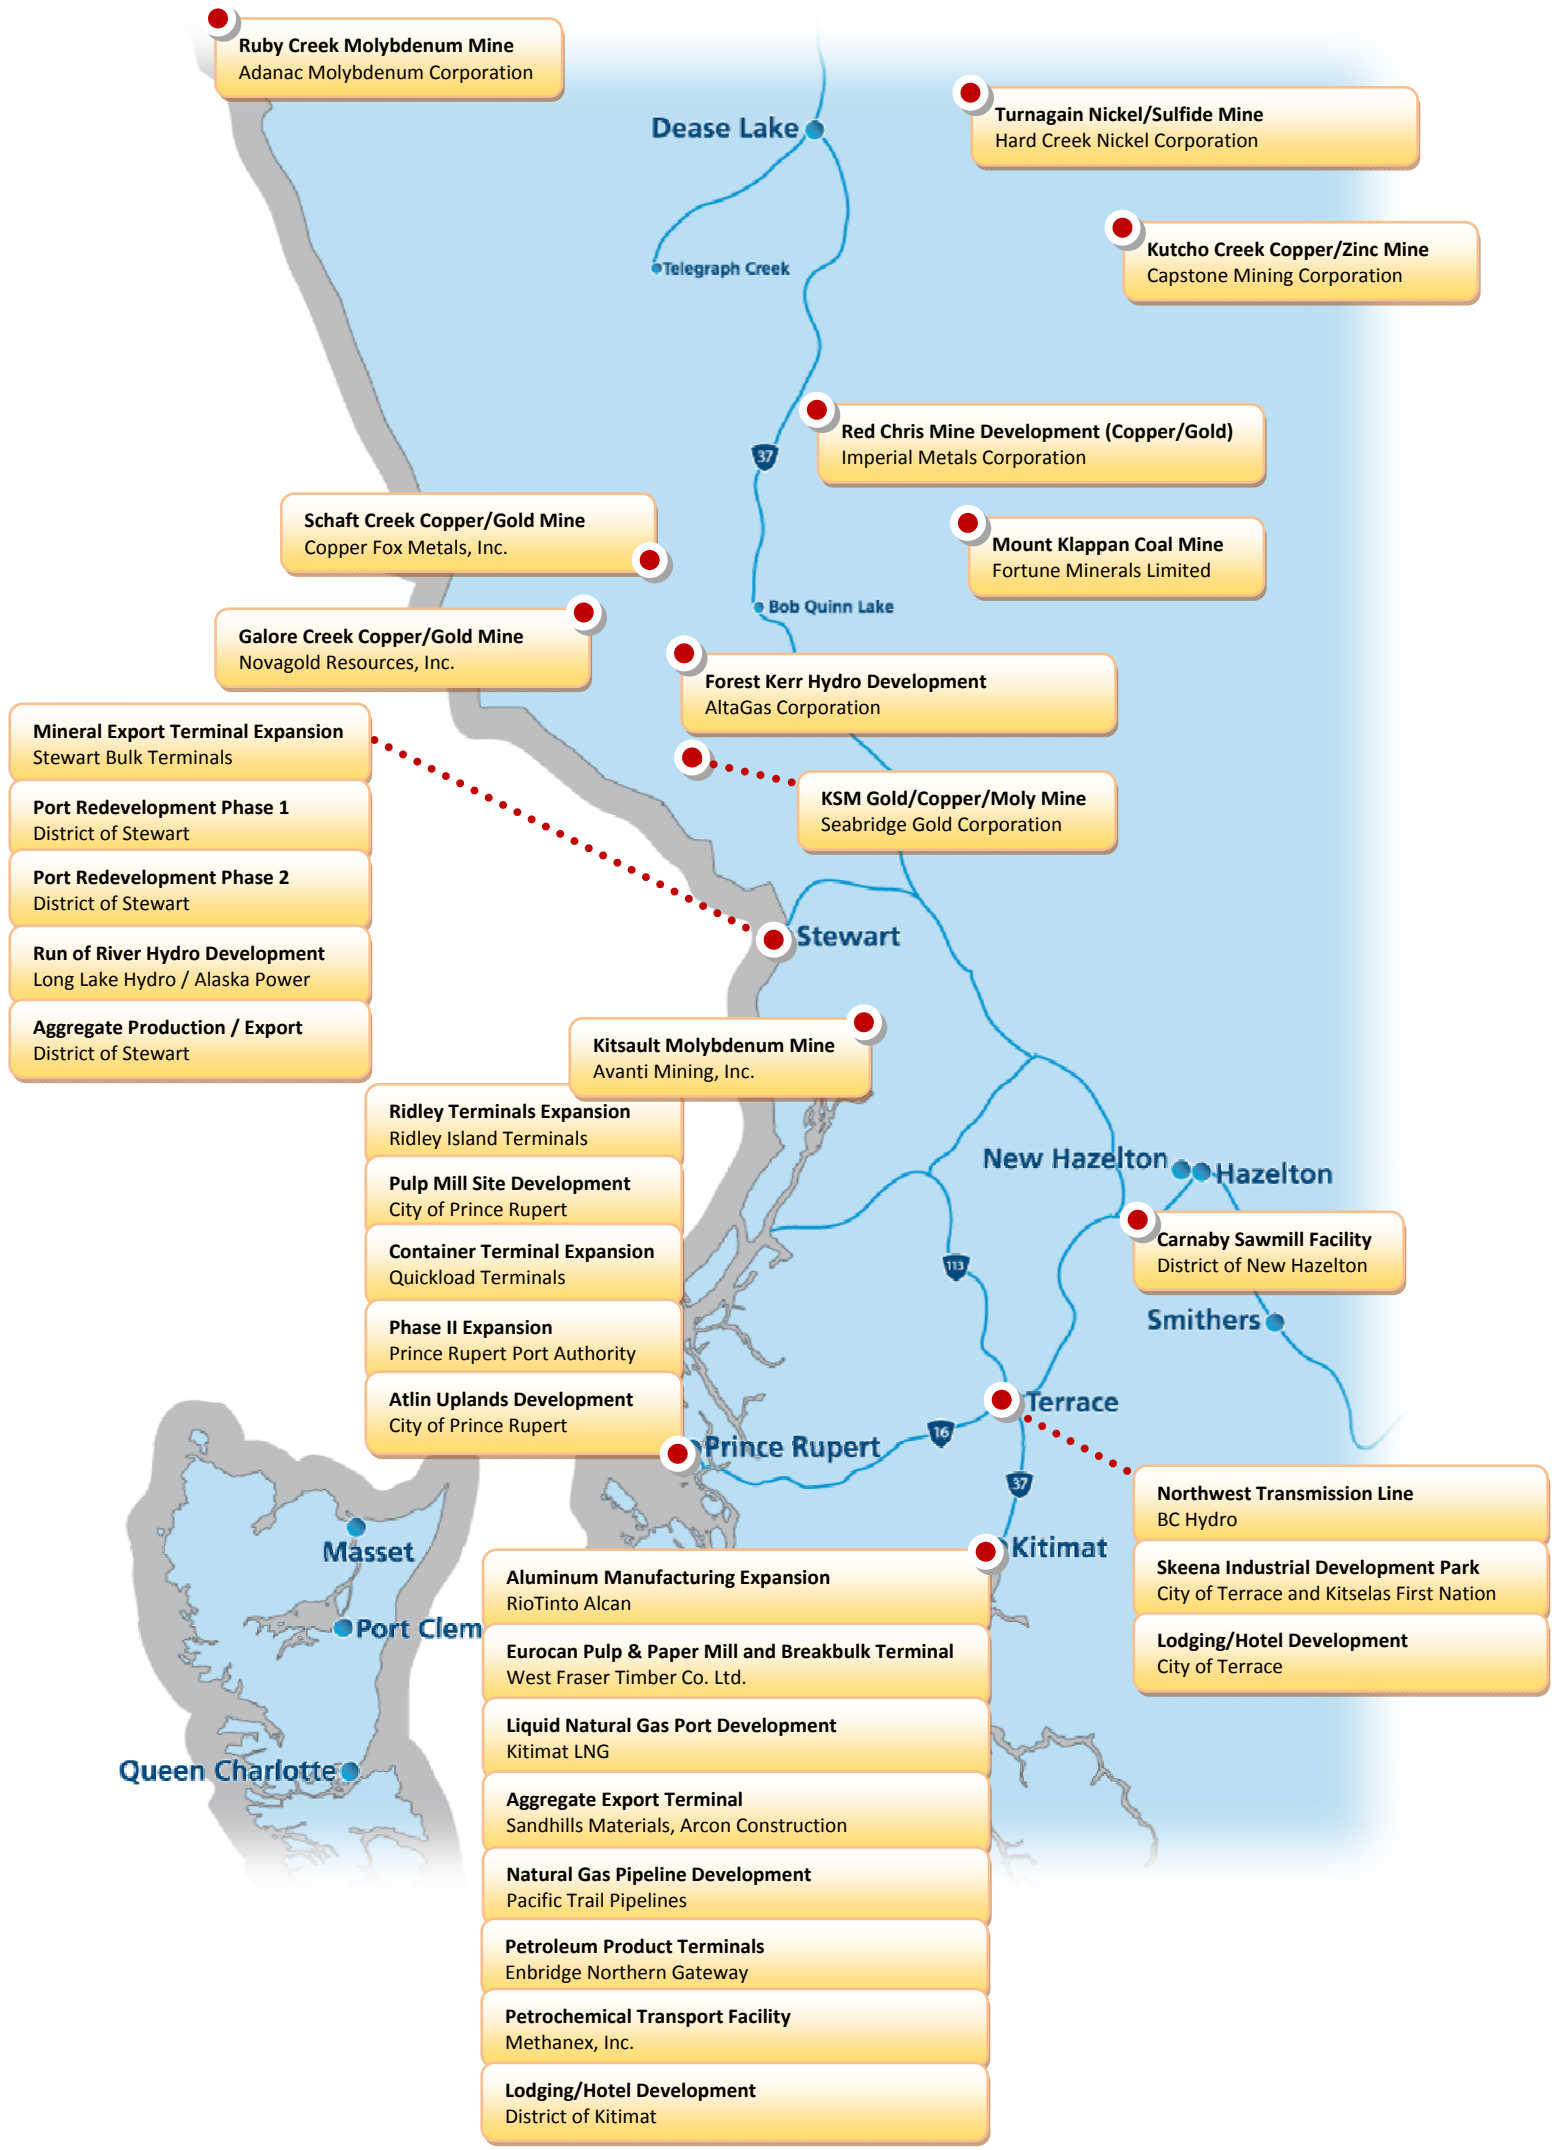 Ruby Creek Molybdenum Mine
Adanac Molybdenum Corporation
Turnagain Nickel/Sulfide Mine
Hard Creek Nickel Corporation
Dease Lake
Kutcho Creek Copper/Zinc Mine
Capstone Mining Corporation
Telegraph Creek
Red Chris Mine Development (Copper/Gold)
Imperial Metals Corporation
37
Schaft Creek Copper/Gold Mine
Copper Fox Metals, Inc.
Mount Klappan Coal Mine
Fortune Minerals Limited
Bob Quinn Lake
Galore Creek Copper/Gold Mine
Novagold Resources, Inc.
Forest Kerr Hydro Development
AltaGas Corporation
Mineral Export Terminal Expansion
Stewart Bulk Terminals
Port Redevelopment Phase 1
District of Stewart
Port Redevelopment Phase 2
District of Stewart
Run of River Hydro Development
Long Lake Hydro / Alaska Power
Aggregate Production / Export
District of Stewart
KSM Gold/Copper/Moly Mine
Seabridge Gold Corporation
Stewart
Kitsault Molybdenum Mine
Avanti Mining, Inc.
Ridley Terminals Expansion
Ridley Island Terminals
Pulp Mill Site Development
City of Prince Rupert
Container Terminal Expansion
Quickload Terminals
Phase II Expansion
Prince Rupert Port Authority
Atlin Uplands Development
City of Prince Rupert
New Hazelton
Hazelton
Carnaby Sawmill Facility
District of New Hazelton
113
Smithers
Terrace
16
Prince Rupert
37
Northwest Transmission Line
BC Hydro
Skeena Industrial Development Park
City of Terrace and Kitselas First Nation
Lodging/Hotel Development
City of Terrace
Kitimat
Masset
Port Clem
Queen Charlotte
Aluminum Manufacturing Expansion
RioTinto Alcan
Eurocan Pulp & Paper Mill and Breakbulk Terminal
West Fraser Timber Co. Ltd.
Liquid Natural Gas Port Development
Kitimat LNG
Aggregate Export Terminal
Sandhills Materials, Arcon Construction
Natural Gas Pipeline Development
Pacific Trail Pipelines
Petroleum Product Terminals
Enbridge Northern Gateway
Petrochemical Transport Facility
Methanex, Inc.
Lodging/Hotel Development
District of Kitimat